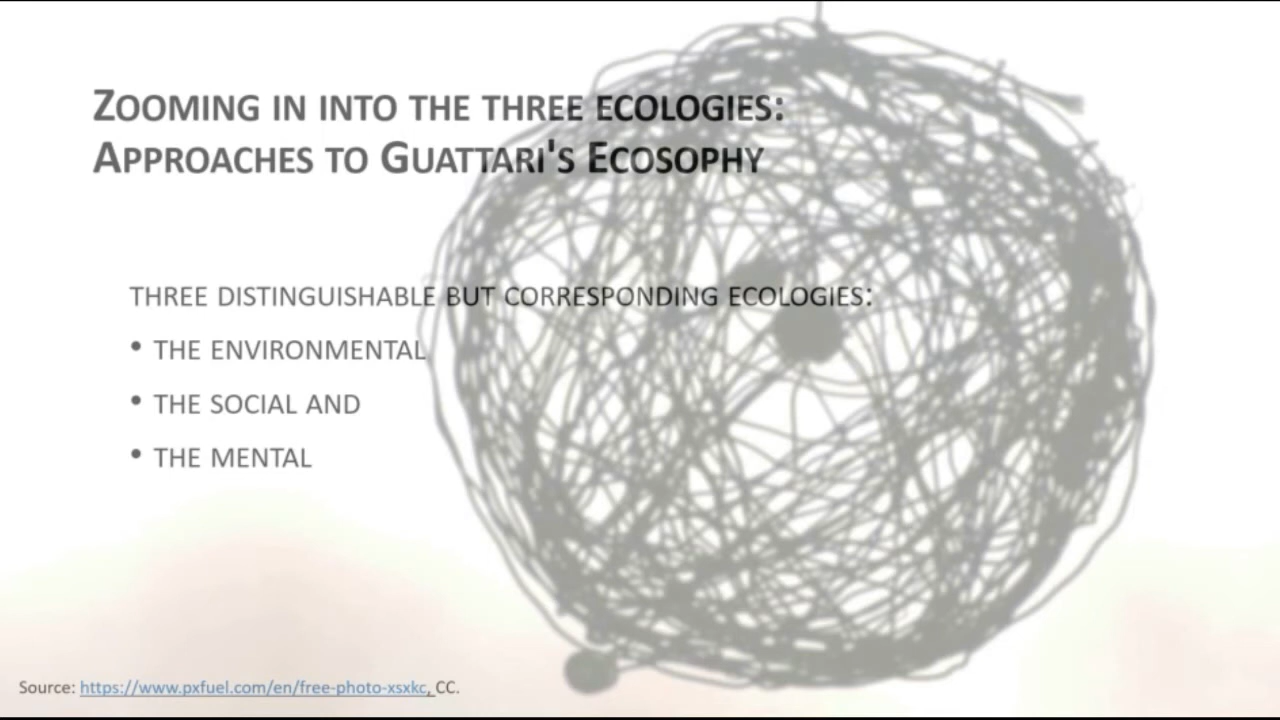 Zooming in into the three ecologies:
Approaches to Guattari's Ecosophy
three distinguishable but corresponding ecologies:
• the environmental
• the social and
• the mental
Source: https://www.pxfuel.com/en/free-photo-xsxkc, CC.